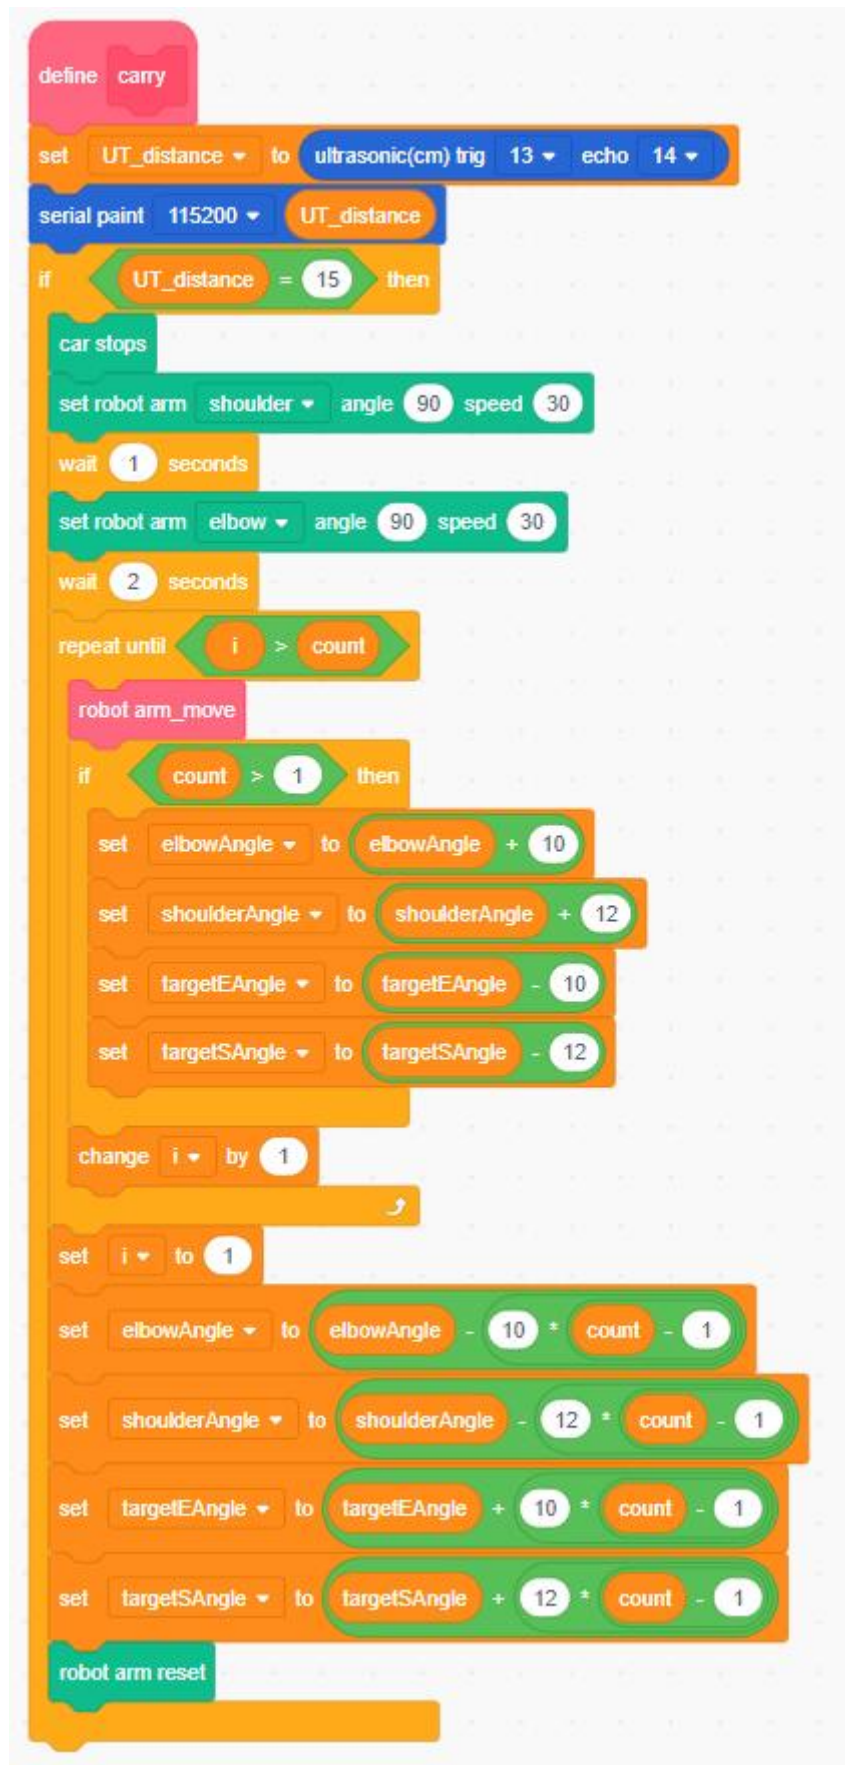 define carry
set UT_distance to ultrasonic(cm) trig 13 echo 14
serial paint 115200 UT_distance
if UT_distance = 15 then
car stops
set robot arm shoulder angle 90 speed 30
wait 1 seconds
set robot arm elbow angle 90 speed 30
wait 2 seconds
repeat until i > count
robot arm_move
if count > 1 then
set elbowAngle to elbowAngle + 10
set shoulderAngle to shoulderAngle + 12
set targetEAngle to targetEAngle - 10
set targetSAngle to targetSAngle - 12
change i by 1
set i to 1
set elbowAngle to elbowAngle - 10 * count - 1
set shoulderAngle to shoulderAngle - 12 * count - 1
set targetEAngle to targetEAngle + 10 * count - 1
set targetSAngle to targetSAngle + 12 * count - 1
robot arm reset